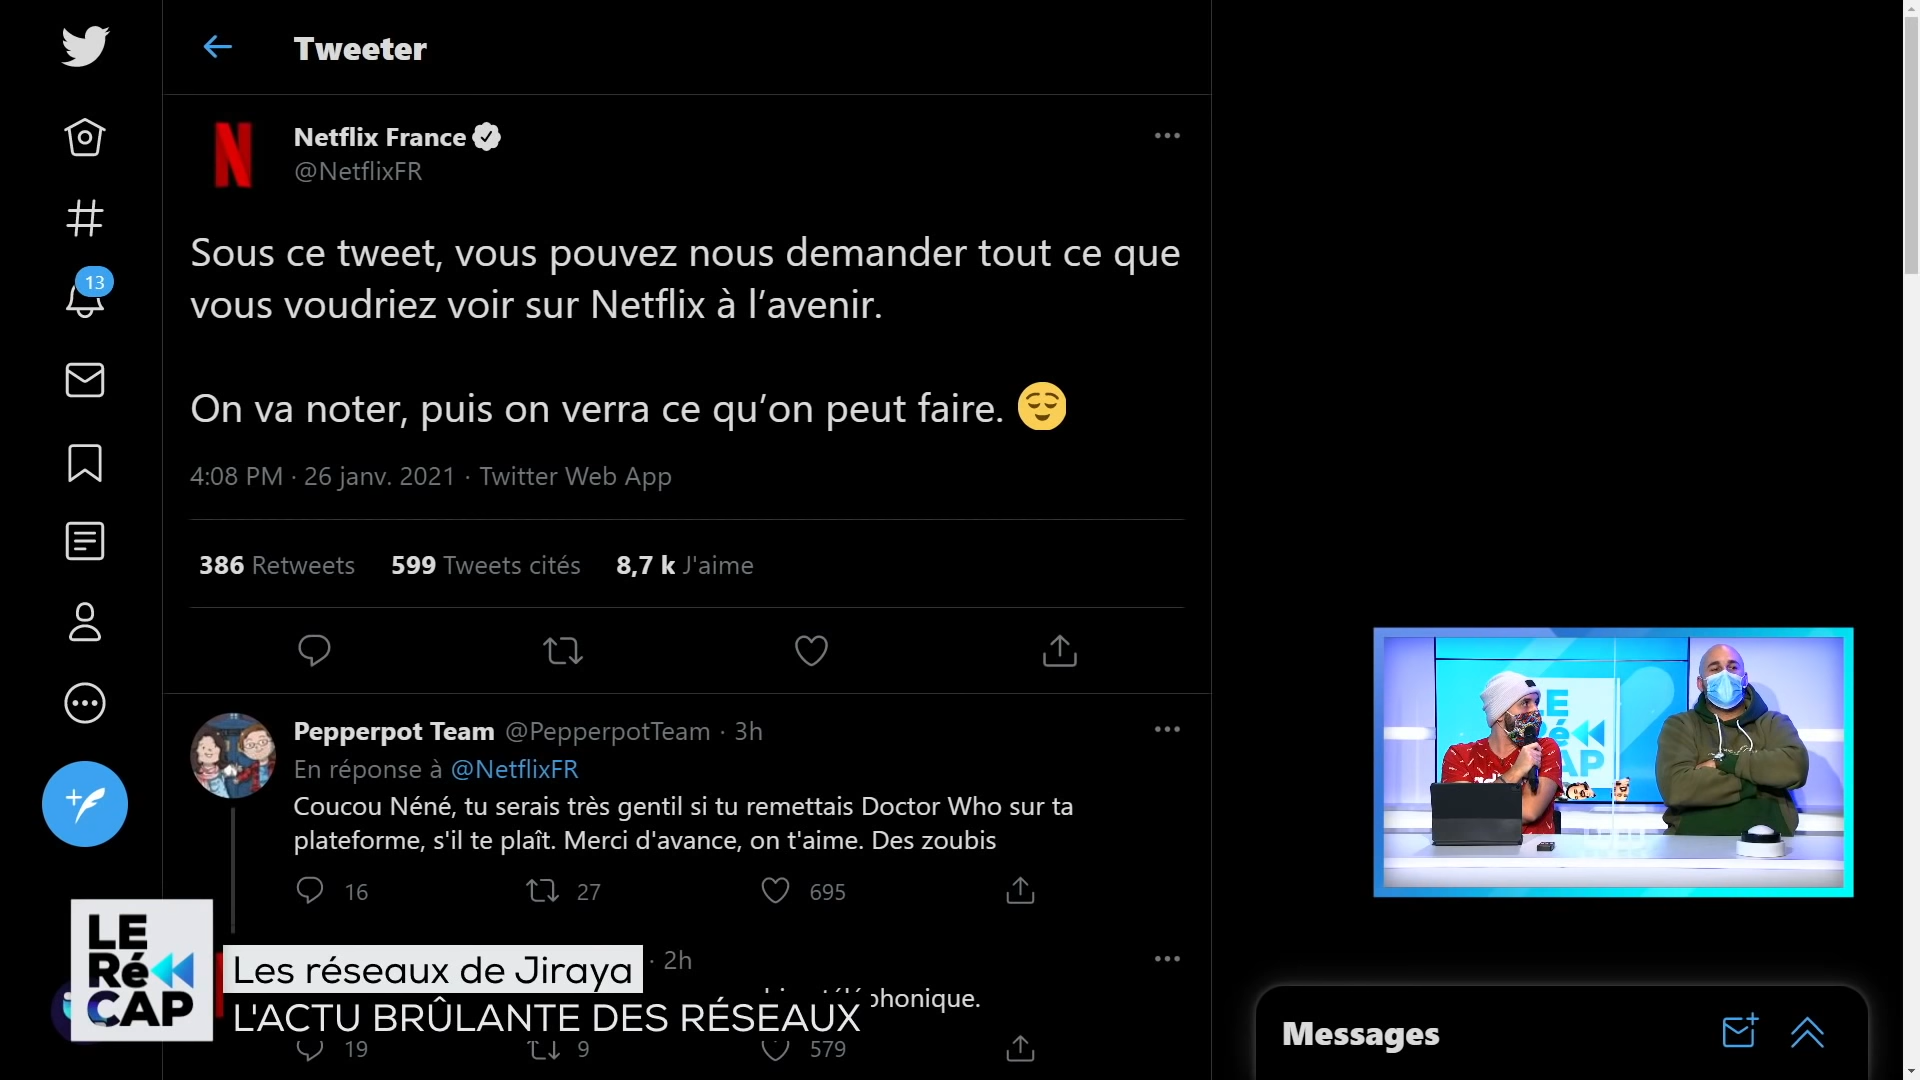 Tweeter
Netflix France
@NetflixFR
Sous ce tweet, vous pouvez nous demander tout ce que
vous voudriez voir sur Netflix à l’avenir.
On va noter, puis on verra ce qu’on peut faire.
4:08 PM · 26 janv. 2021 · Twitter Web App
386 Retweets 599 Tweets cités 8,7 k J'aime
13
Pepperpot Team @PepperpotTeam · 3h
En réponse à @NetflixFR
Coucou Néné, tu serais très gentil si tu remettais Doctor Who sur ta
plateforme, s'il te plaît. Merci d'avance, on t'aime. Des zoubis
16 27 695
· 2h
19 9 579
LE
Ré
CAP
Les réseaux de Jiraya
L'ACTU BRÛLANTE DES RÉSEAUX
Messages